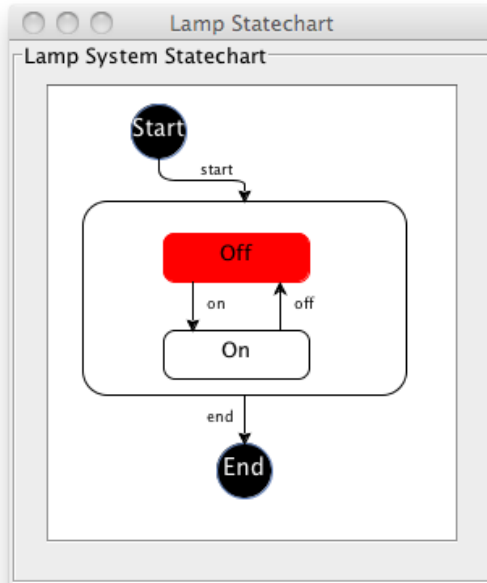 Lamp Statechart
Lamp System Statechart
Start
start
Off
on
off
On
end
End